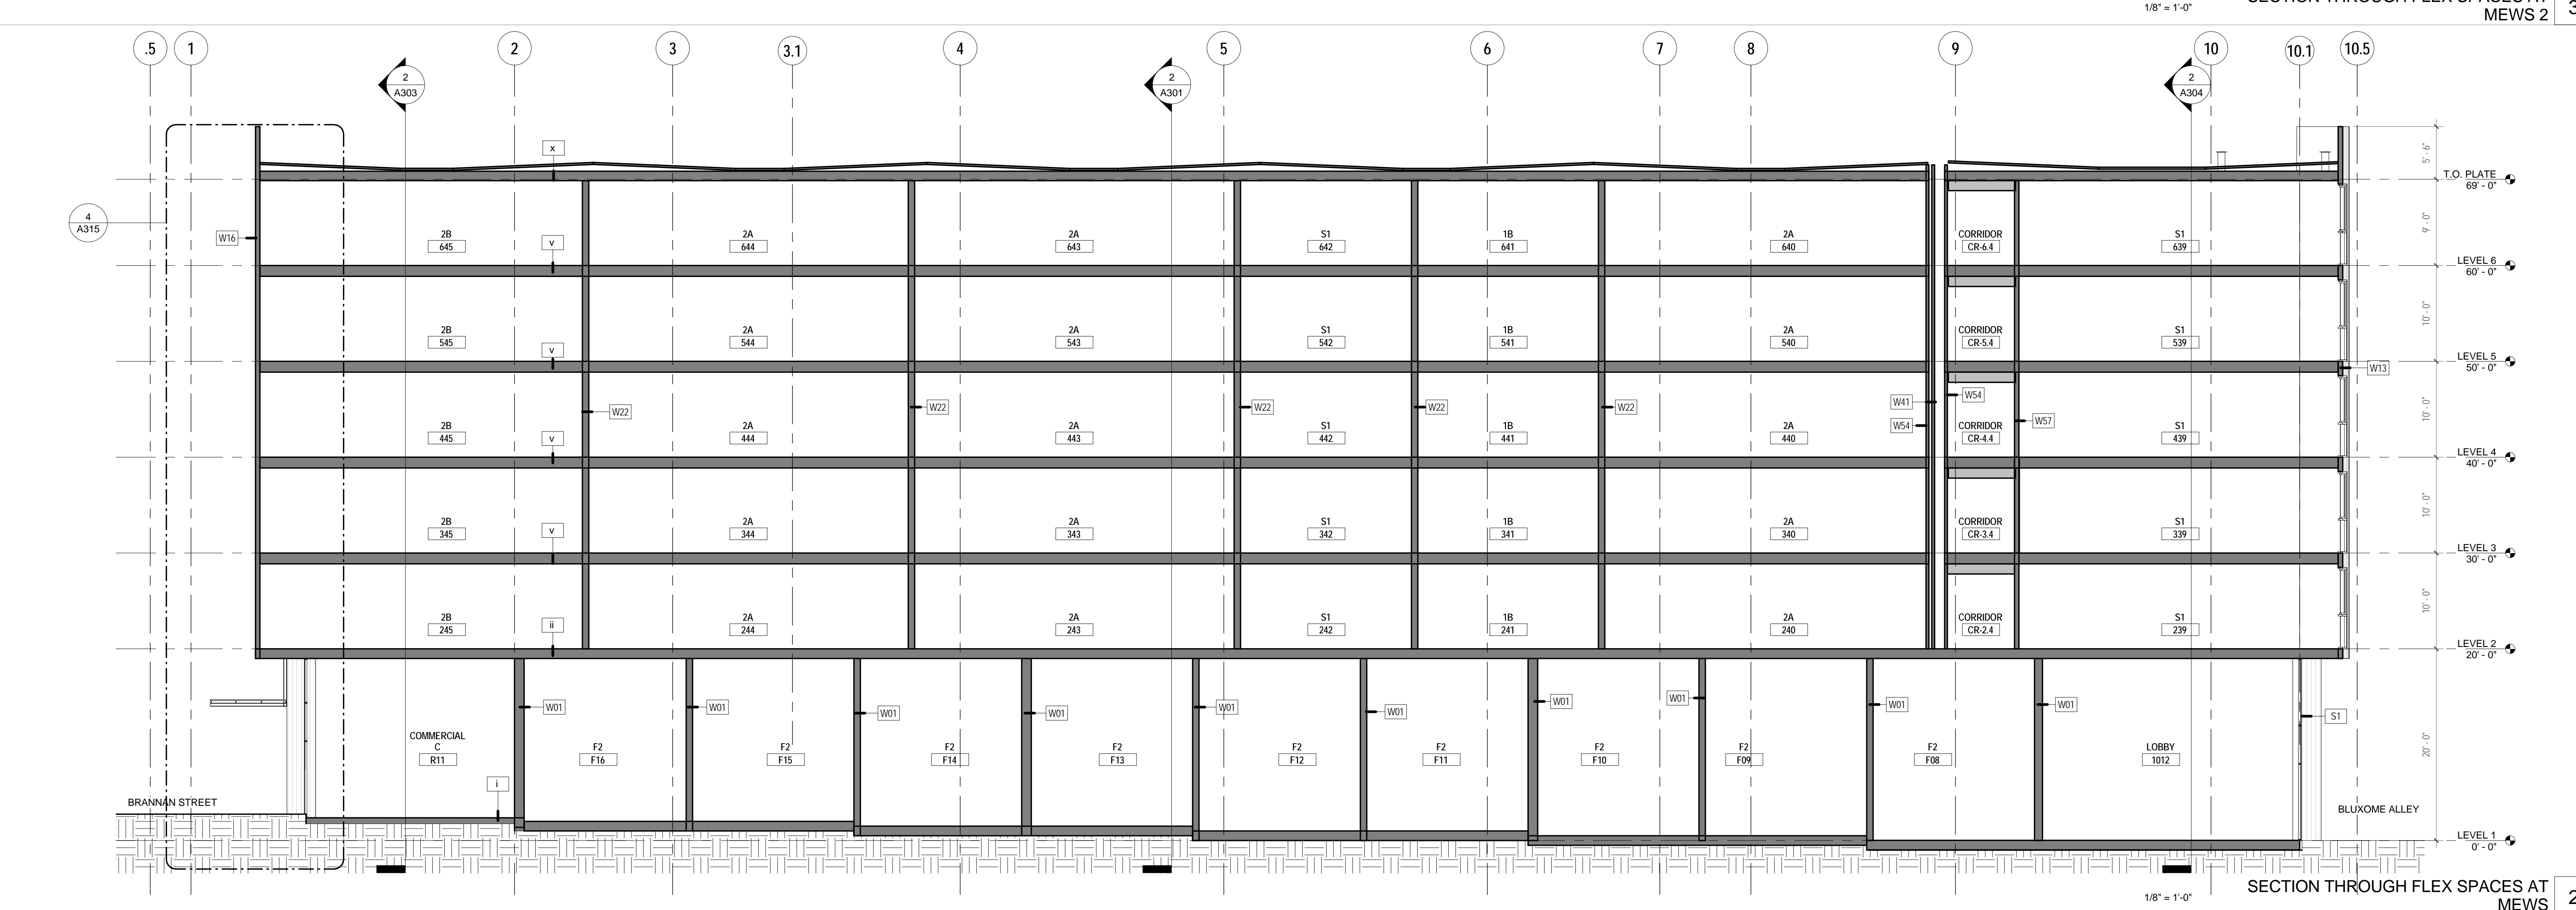 1/8" = 1'-0"
MEWS 2
.5 1 2 3 3.1 4 5 6 7 8 9 10 10.1 10.5
2
A303
2
A301
2
A304
x
5' - 6"
T.O. PLATE
69' - 0"
4
A315
W16
v
2B
645
2A
644
2A
643
S1
642
1B
641
2A
640
CORRIDOR
CR-6.4
S1
639
9' - 0"
LEVEL 6
60' - 0"
v
2B
545
2A
544
2A
543
S1
542
1B
541
2A
540
CORRIDOR
CR-5.4
S1
539
10' - 0"
LEVEL 5
50' - 0"
W13
W22
W22
W22
W22
W22
W41
W54
W54
W57
v
2B
445
2A
444
2A
443
S1
442
1B
441
2A
440
CORRIDOR
CR-4.4
S1
439
10' - 0"
LEVEL 4
40' - 0"
v
2B
345
2A
344
2A
343
S1
342
1B
341
2A
340
CORRIDOR
CR-3.4
S1
339
10' - 0"
LEVEL 3
30' - 0"
ii
2B
245
2A
244
2A
243
S1
242
1B
241
2A
240
CORRIDOR
CR-2.4
S1
239
10' - 0"
LEVEL 2
20' - 0"
W01
W01
W01
W01
W01
W01
W01
W01
W01
W01
S1
COMMERCIAL
C
R11
F2
F16
F2
F15
F2
F14
F2
F13
F2
F12
F2
F11
F2
F10
F2
F09
F2
F08
LOBBY
1012
20' - 0"
i
BRANNAN STREET
BLUXOME ALLEY
LEVEL 1
0' - 0"
1/8" = 1'-0"
SECTION THROUGH FLEX SPACES AT
MEWS
2